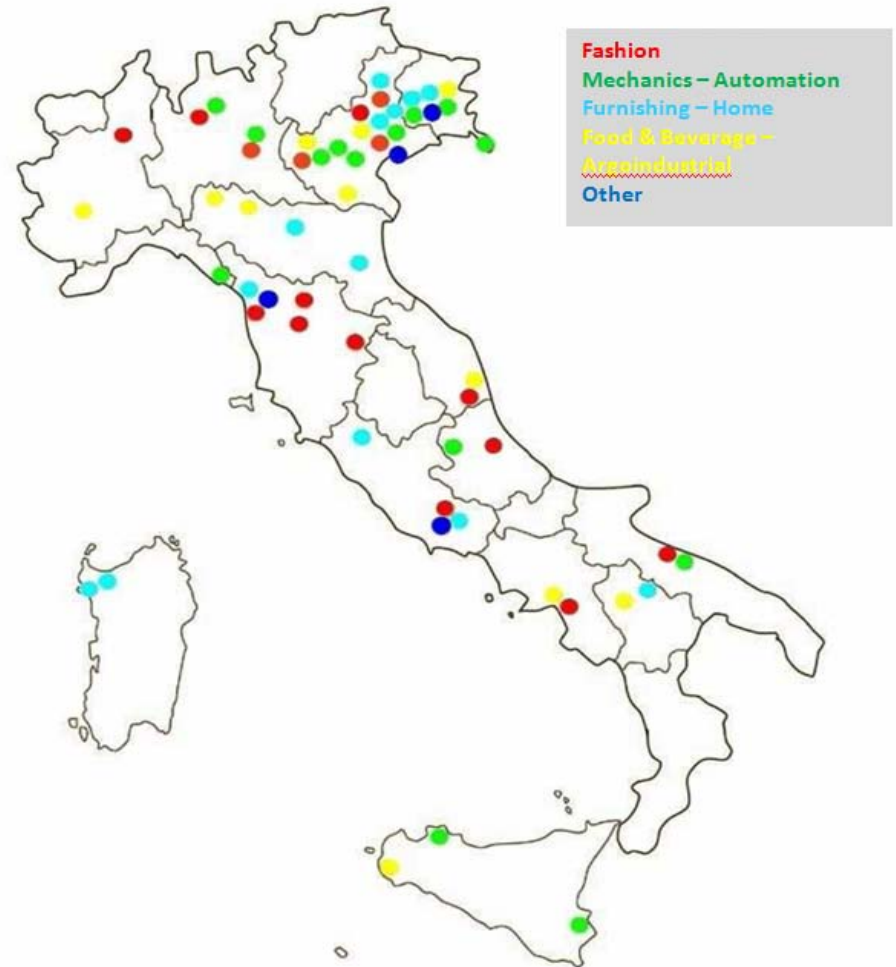 Fashion
Mechanics – Automation
Furnishing – Home
Food & Beverage –
Argoindustrial
Other